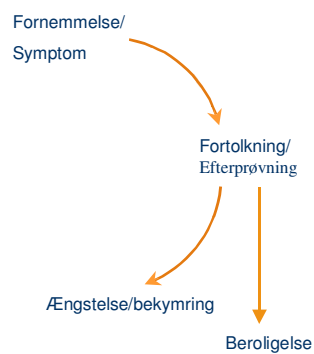 Fornemmelse/
Symptom
Fortolkning/
Efterprøvning
Ængstelse/bekymring
Beroligelse